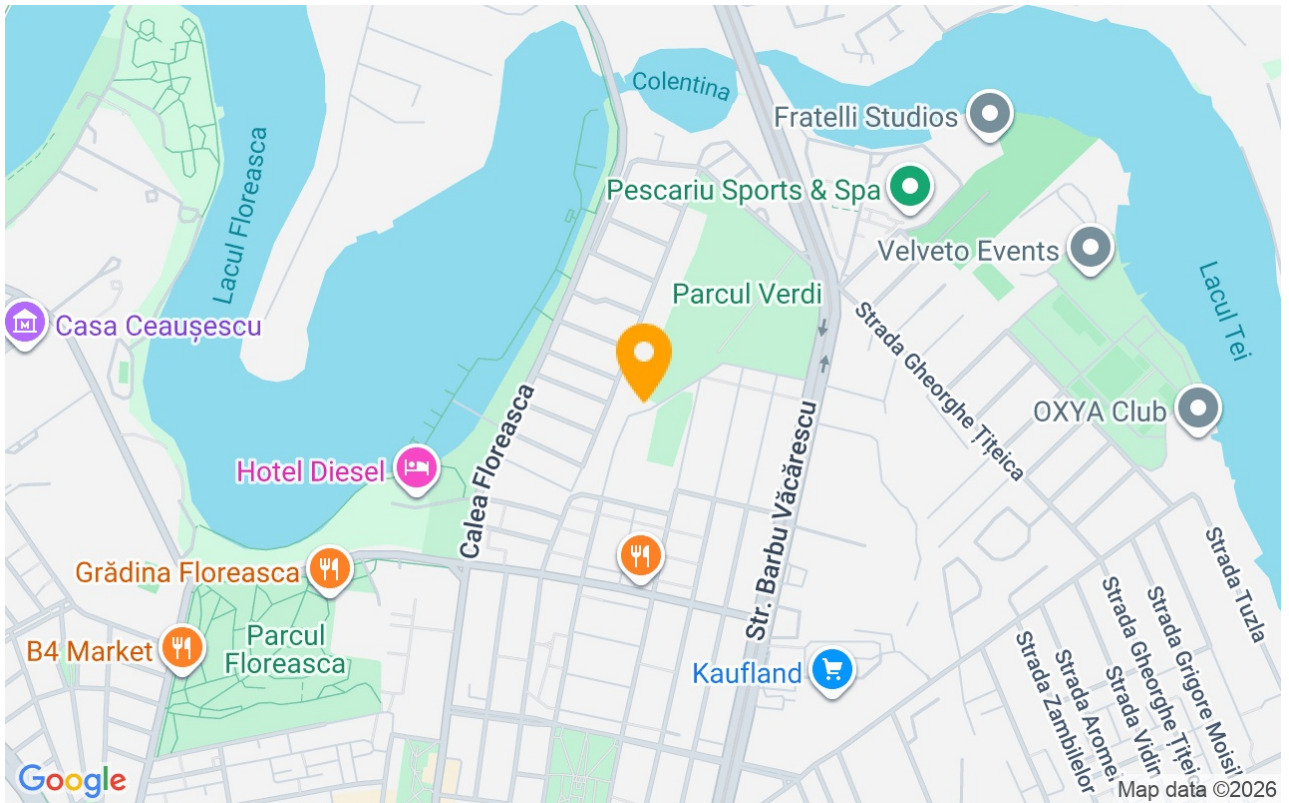 Colentina
Fratelli Studios
Pescariu Sports & Spa
Lacul Floreasca
Velveto Events
Parcul Verdi
Lacul Tei
Casa Ceaușescu
Strada Gheorghe Țițeica
OXYA Club
Calea Floreasca
Hotel Diesel
Str. Barbu Văcărescu
Grădina Floreasca
Strada Tuzla
B4 Market
Parcul
Floreasca
Kaufland
Strada Zambilelor
Strada Aromei
Strada Vidin
Strada Gheorghe Țiței
Strada Grigore Moisil
Google
Map data ©2026